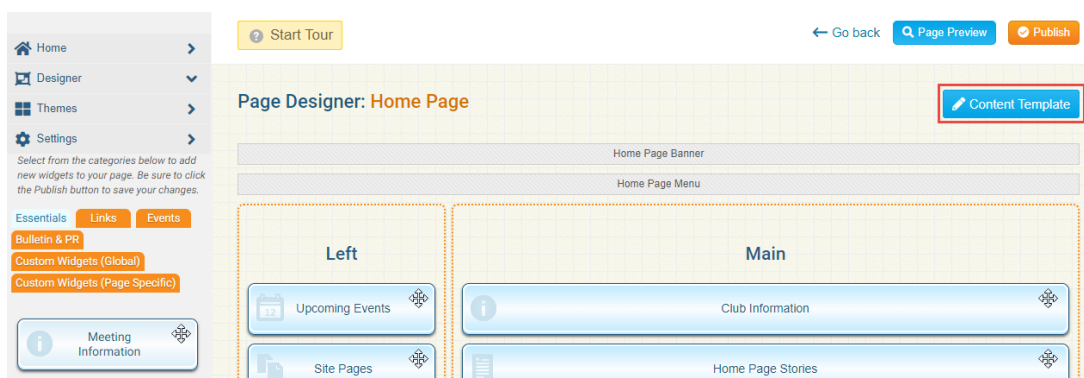 Home
Designer
Themes
Settings
Select from the categories below to add
new widgets to your page. Be sure to click
the Publish button to save your changes.
Essentials Links Events
Bulletin & PR
Custom Widgets (Global)
Custom Widgets (Page Specific)
Meeting
Information
Start Tour
Go back Page Preview Publish
Page Designer: Home Page
Content Template
Home Page Banner
Home Page Menu
Left
12
Upcoming Events
Site Pages
Main
Club Information
Home Page Stories